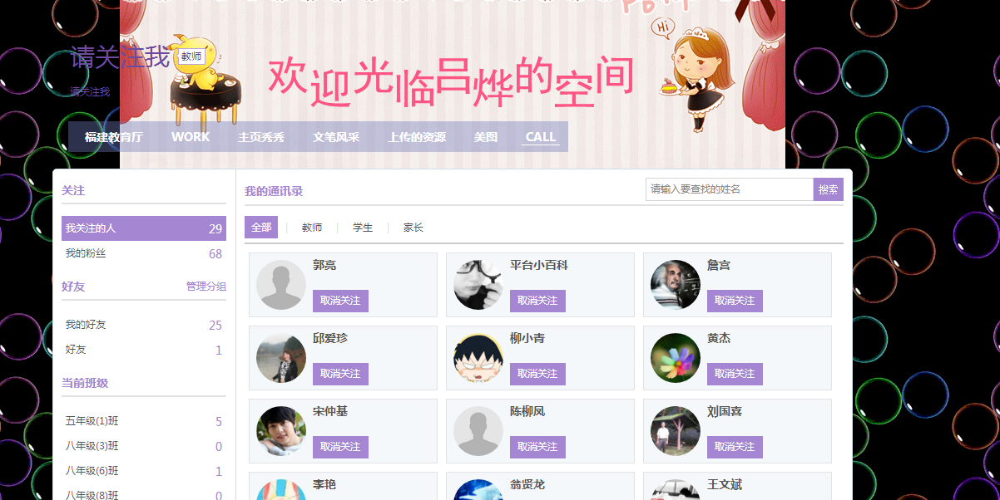 Hi
请关注我 教师
欢迎光临吕烨的空间
请关注我
福建教育厅 WORK 主页秀秀 文笔风采 上传的资源 美图 CALL
关注
我关注的人 29
我的粉丝 68
好友 管理分组
我的好友 25
好友 1
当前班级
五年级(1)班 5
八年级(3)班 0
八年级(6)班 1
八年级(8)班 0
我的通讯录 请输入要查找的姓名 搜索
全部 | 教师 | 学生 | 家长
郭亮 平台小百科 詹宫
取消关注 取消关注 取消关注
邱爱珍 柳小青 黄杰
取消关注 取消关注 取消关注
宋仲基 陈柳凤 刘国喜
取消关注 取消关注 取消关注
李艳 翁贤龙 王文斌